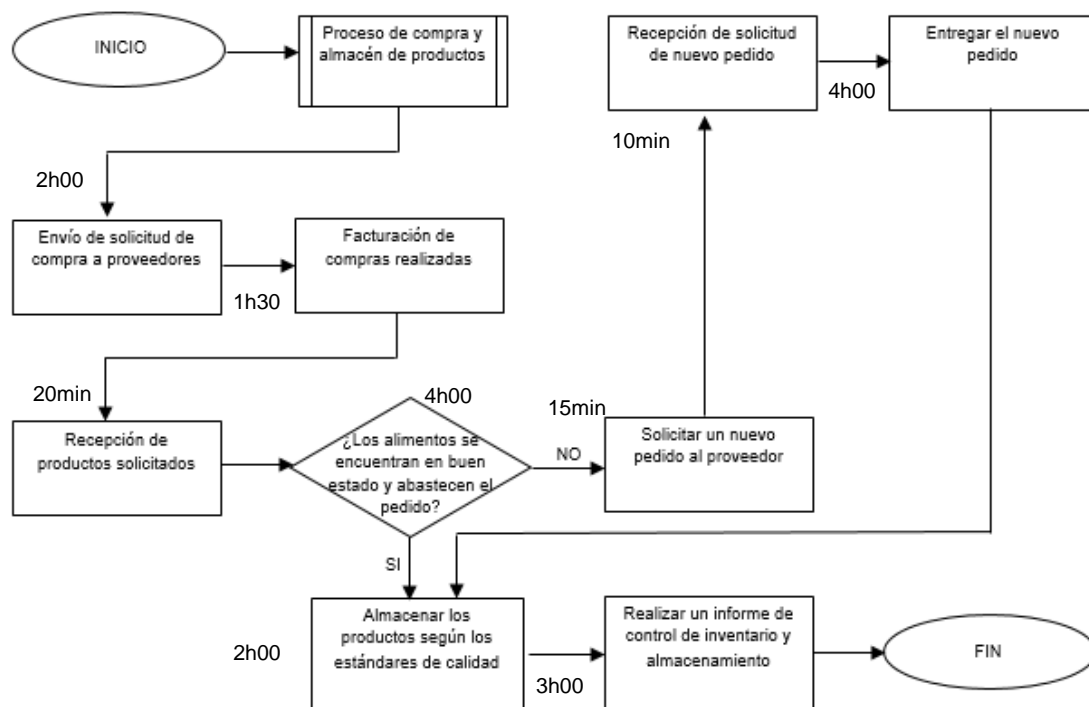 INICIO
Proceso de compra y
almacén de productos
Recepción de solicitud
de nuevo pedido
4h00
Entregar el nuevo
pedido
10min
2h00
Envío de solicitud de
compra a proveedores
1h30
Facturación de
compras realizadas
20min
Recepción de
productos solicitados
4h00
¿Los alimentos se
encuentran en buen
estado y abastecen el
pedido?
NO
15min
Solicitar un nuevo
pedido al proveedor
SI
2h00
Almacenar los
productos según los
estándares de calidad
3h00
Realizar un informe de
control de inventario y
almacenamiento
FIN